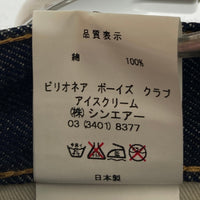 品質表示
綿 100%
ビリオネア ボーイズ クラブ
アイスクリーム
㈱ シンエアー
03 (3401) 8377
日本製